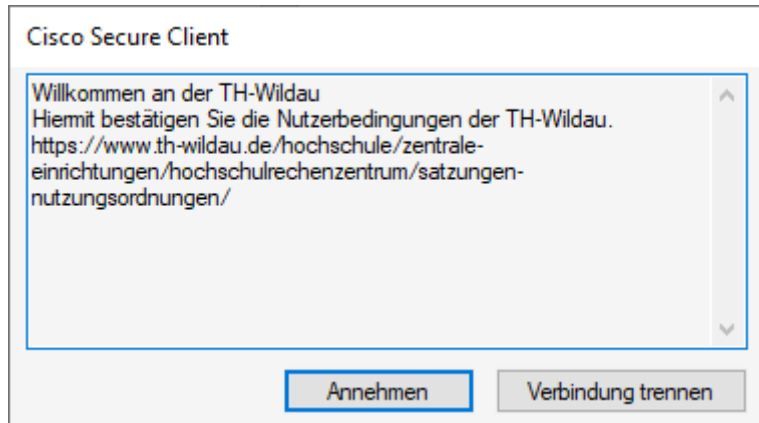 Cisco Secure Client
Willkommen an der TH-Wildau
Hiermit bestätigen Sie die Nutzerbedingungen der TH-Wildau.
https://www.th-wildau.de/hochschule/zentrale-
einrichtungen/hochschulrechenzentrum/satzungen-
nutzungsordnungen/
Annehmen
Verbindung trennen